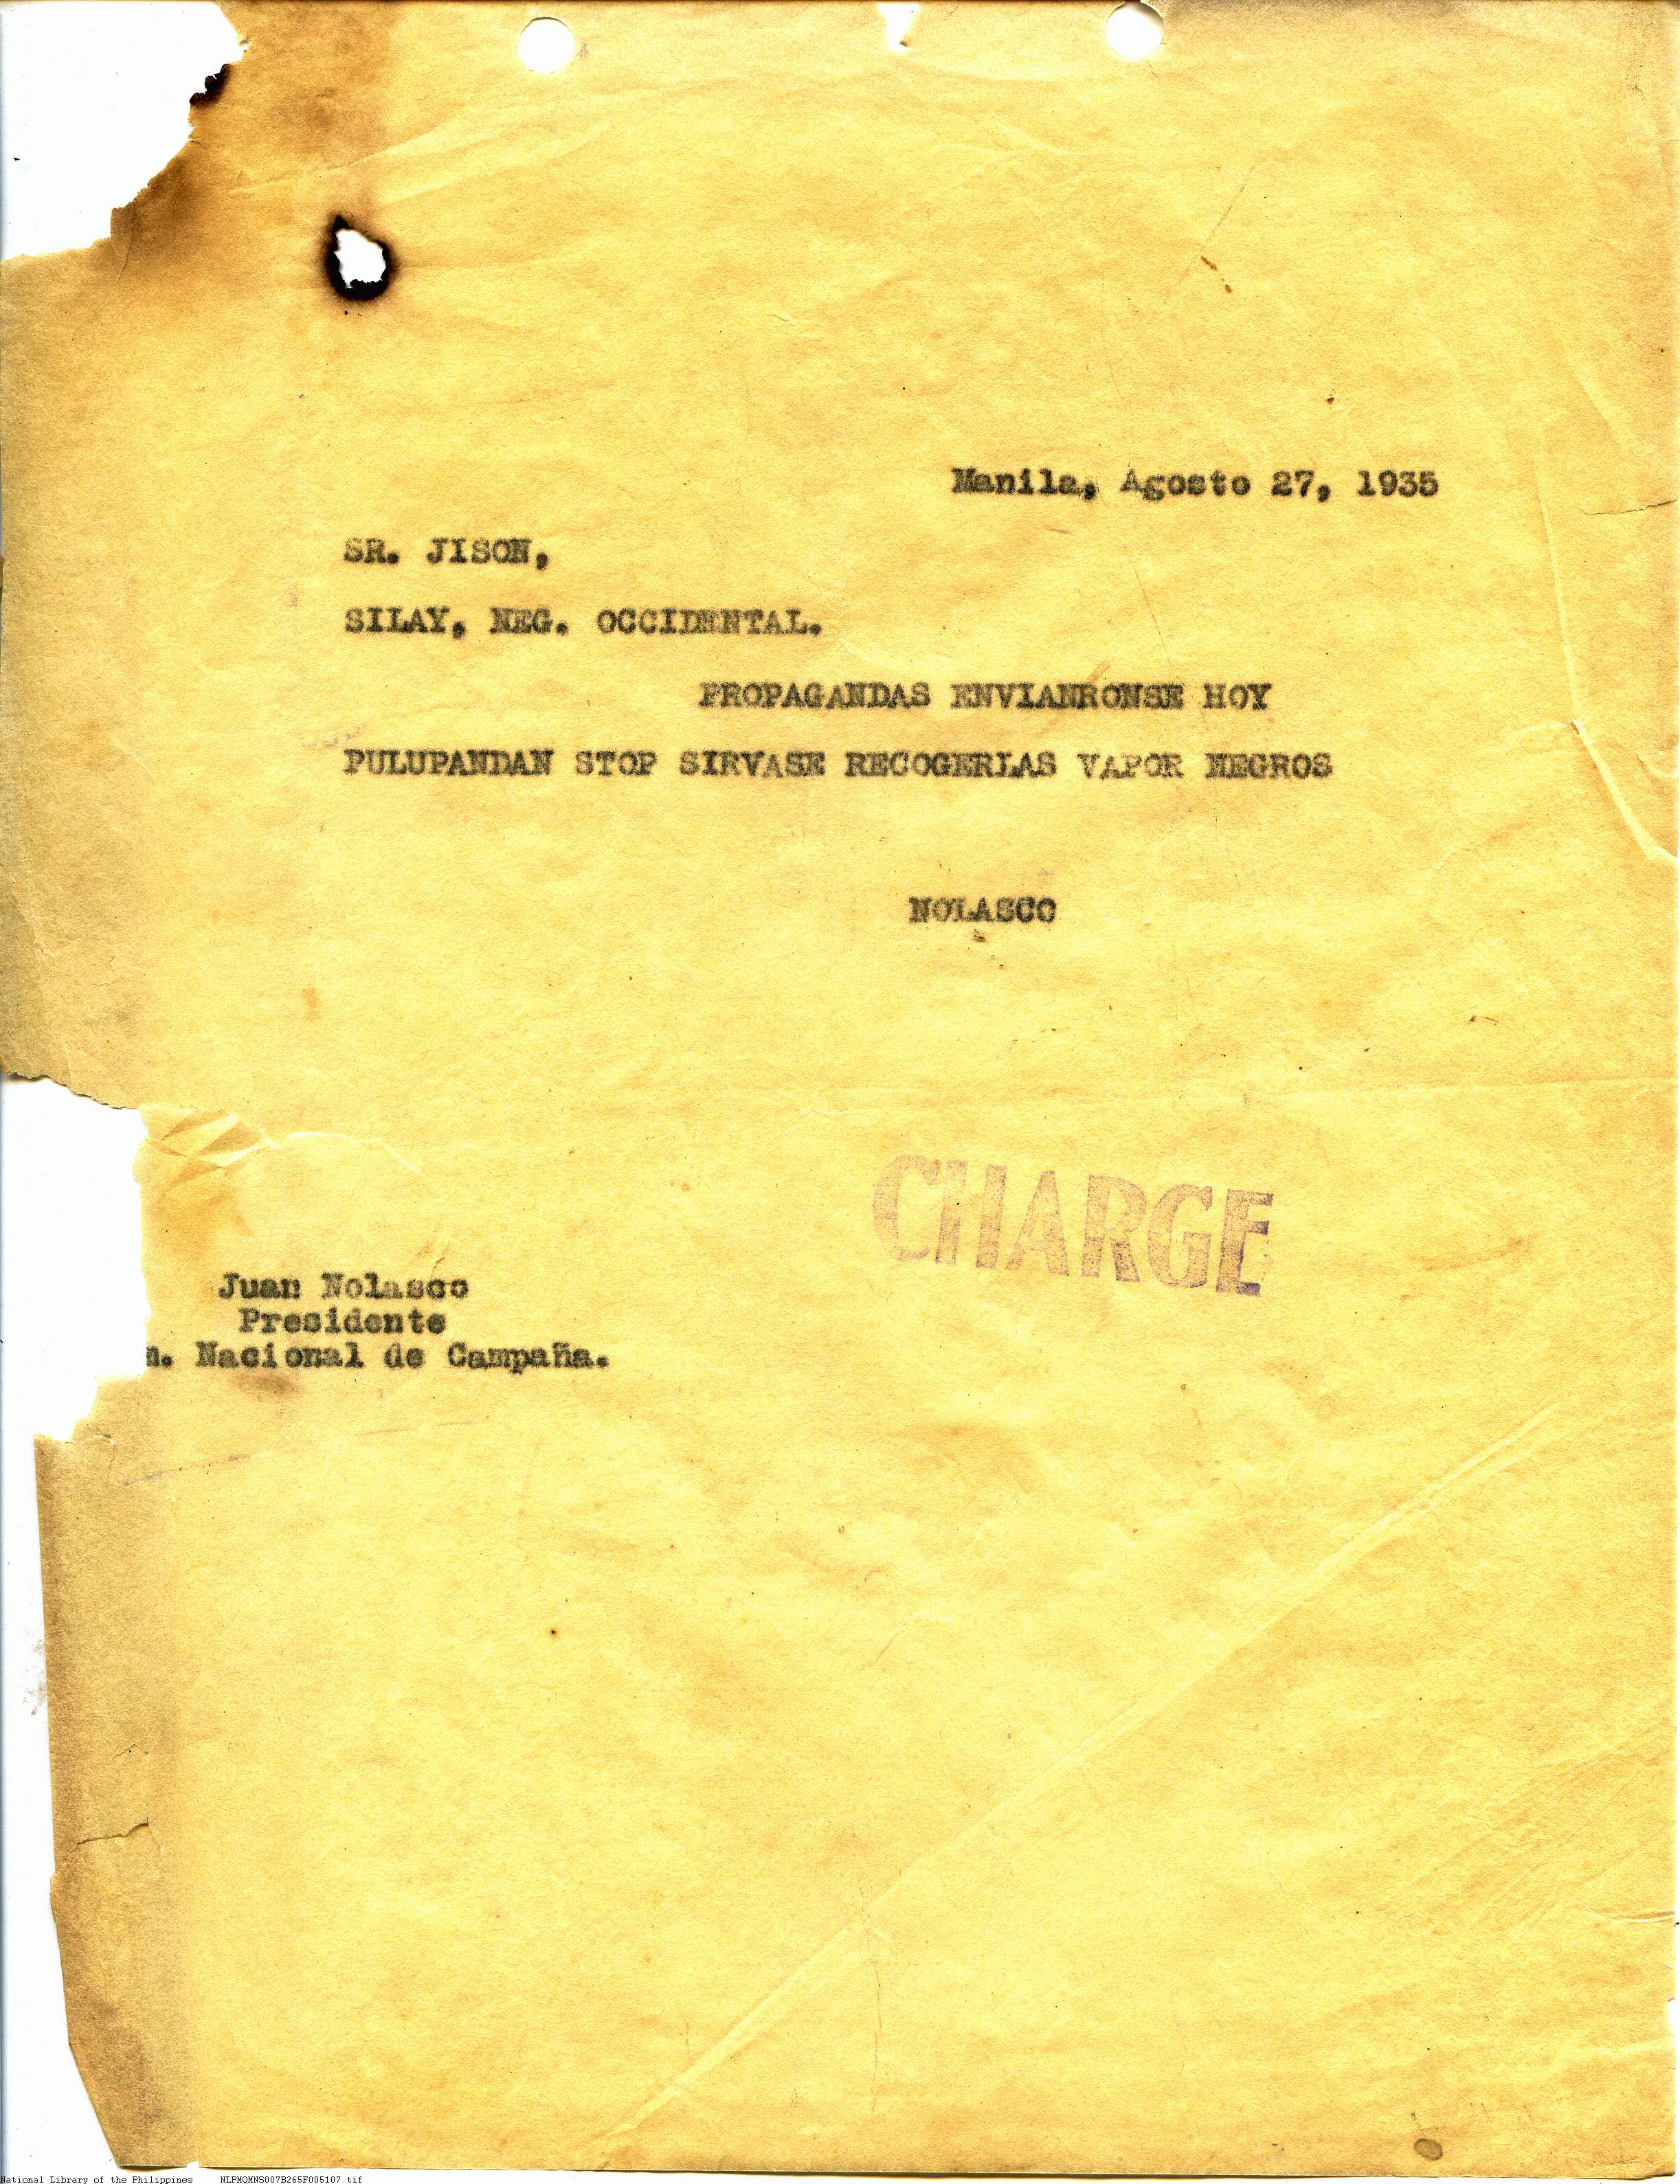 Manila, Agosto 27, 1935
SR. JISON,
SILAY, NEG. OCCIDENTAL.
PROPAGANDAS ENVIANRONSE HOY
PULUPANDAN STOP SIRVASE RECOGERLAS VAPOR NEGROS
NOLASCO
CHARGE
Juan Nolasco
Presidente
n. Nacional de Campaña.
National Library of the Philippines NLPMQMNS007B265F005107.tif